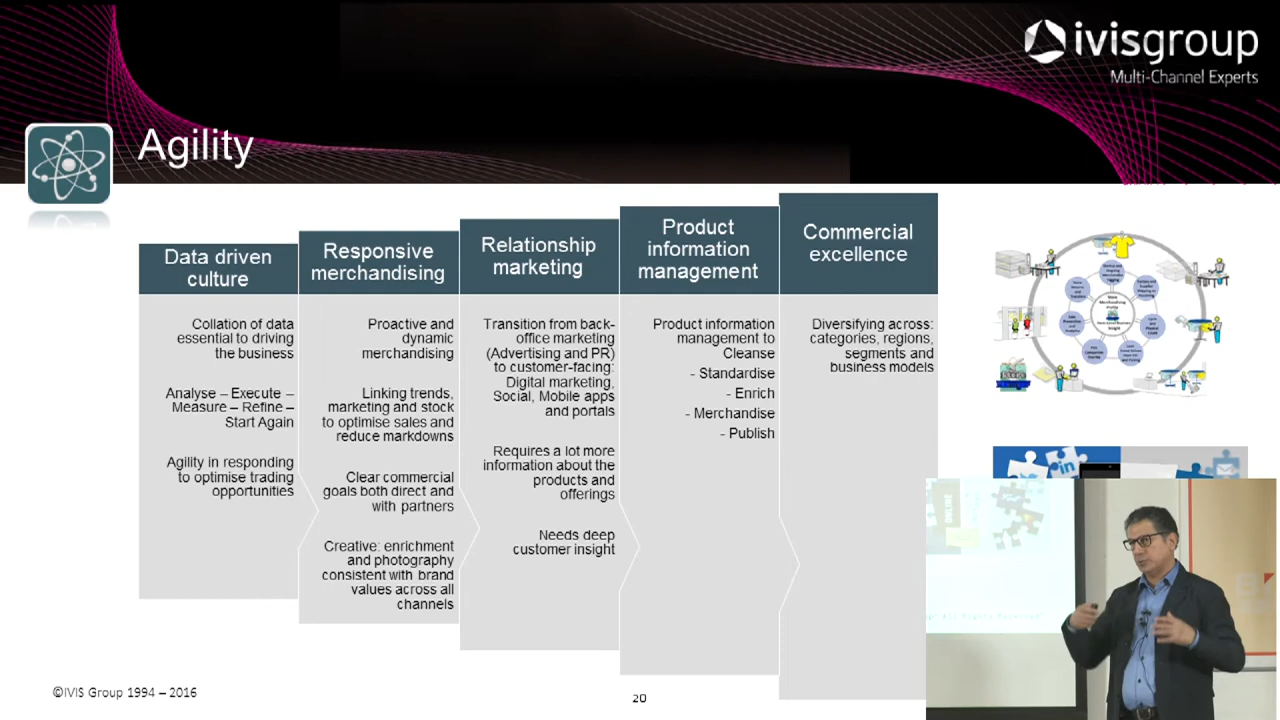 ivisgroup
Multi-Channel Experts
Agility
Data driven
culture
Collation of data
essential to driving
the business
Analyse – Execute –
Measure – Refine –
Start Again
Agility in responding
to optimise trading
opportunities
Responsive
merchandising
Proactive and
dynamic
merchandising
Linking trends,
marketing and stock
to optimise sales and
reduce markdowns
Clear commercial
goals both direct and
with partners
Creative: enrichment
and photography
consistent with brand
values across all
channels
Relationship
marketing
Transition from back-
office marketing
(Advertising and PR)
to customer-facing:
Digital marketing,
Social, Mobile apps
and portals
Requires a lot more
information about the
products and
offerings
Needs deep
customer insight
Product
information
management
Product information
management to
Cleanse
- Standardise
- Enrich
- Merchandise
- Publish
Commercial
excellence
Diversifying across:
categories, regions,
segments and
business models
in
ONLINE
©IVIS Group 1994 – 2016
20